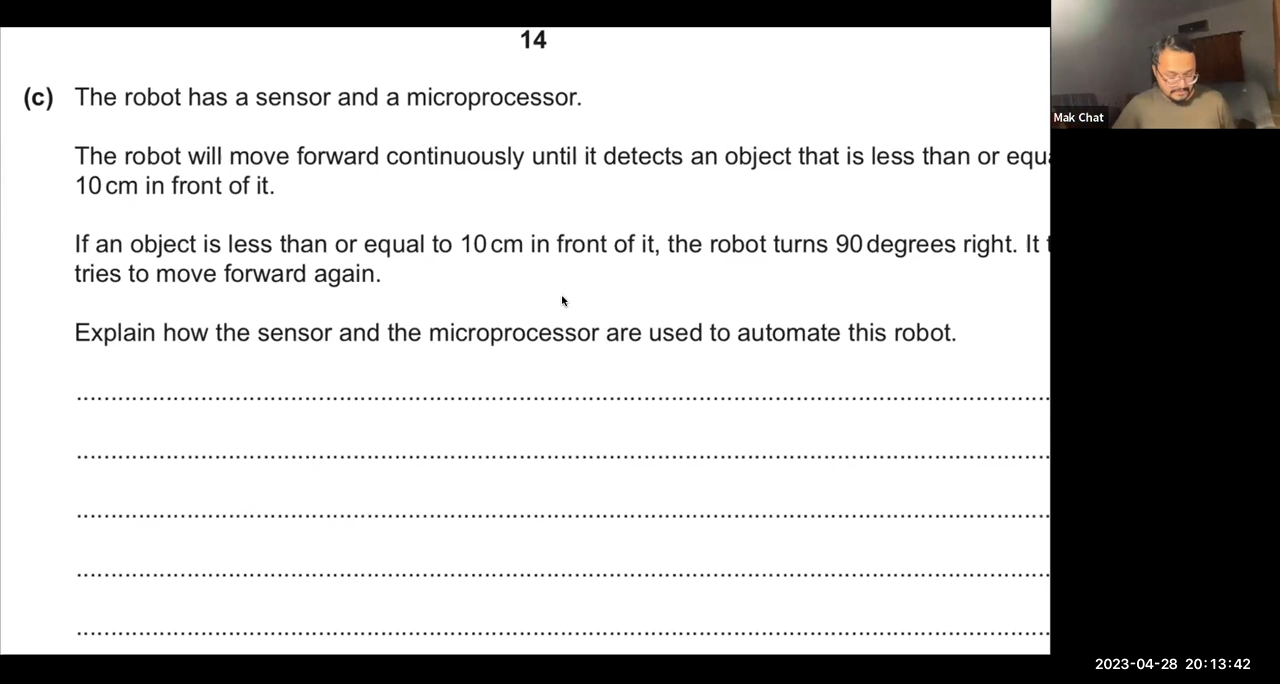 14
(c) The robot has a sensor and a microprocessor.
The robot will move forward continuously until it detects an object that is less than or
10 cm in front of it.
If an object is less than or equal to 10 cm in front of it, the robot turns 90 degrees right. It
tries to move forward again.
Explain how the sensor and the microprocessor are used to automate this robot.
Mak Chat
2023-04-28 20:13:42